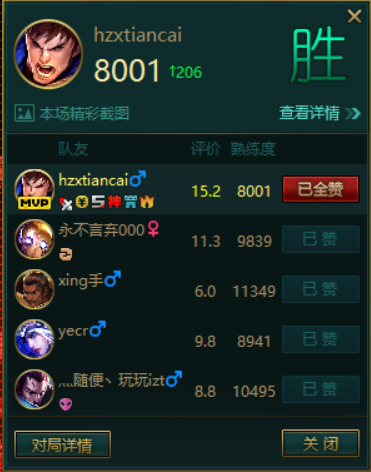 hzxtiancai
胜
8001 ↑206
本场精彩截图 查看详情
队友 评价 熟练度
hzxtiancai 15.2 8001 已全赞
MVP 神
永不言弃000 11.3 9839 已赞
xing手 6.0 11349 已赞
yecr 9.8 8941 已赞
灬随便丶玩玩izt 8.8 10495 已赞
对局详情 关闭